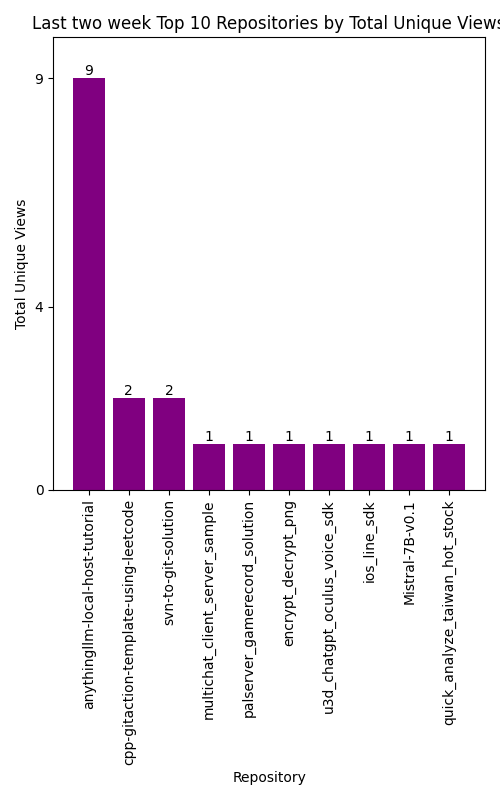 Last two week Top 10 Repositories by Total Unique Views
9
4
0
Total Unique Views
9
2
2
1
1
1
1
1
1
1
anythingllm-local-host-tutorial
cpp-gitaction-template-using-leetcode
svn-to-git-solution
multichat_client_server_sample
palserver_gamerecord_solution
encrypt_decrypt_png
u3d_chatgpt_oculus_voice_sdk
ios_line_sdk
Mistral-7B-v0.1
quick_analyze_taiwan_hot_stock
Repository